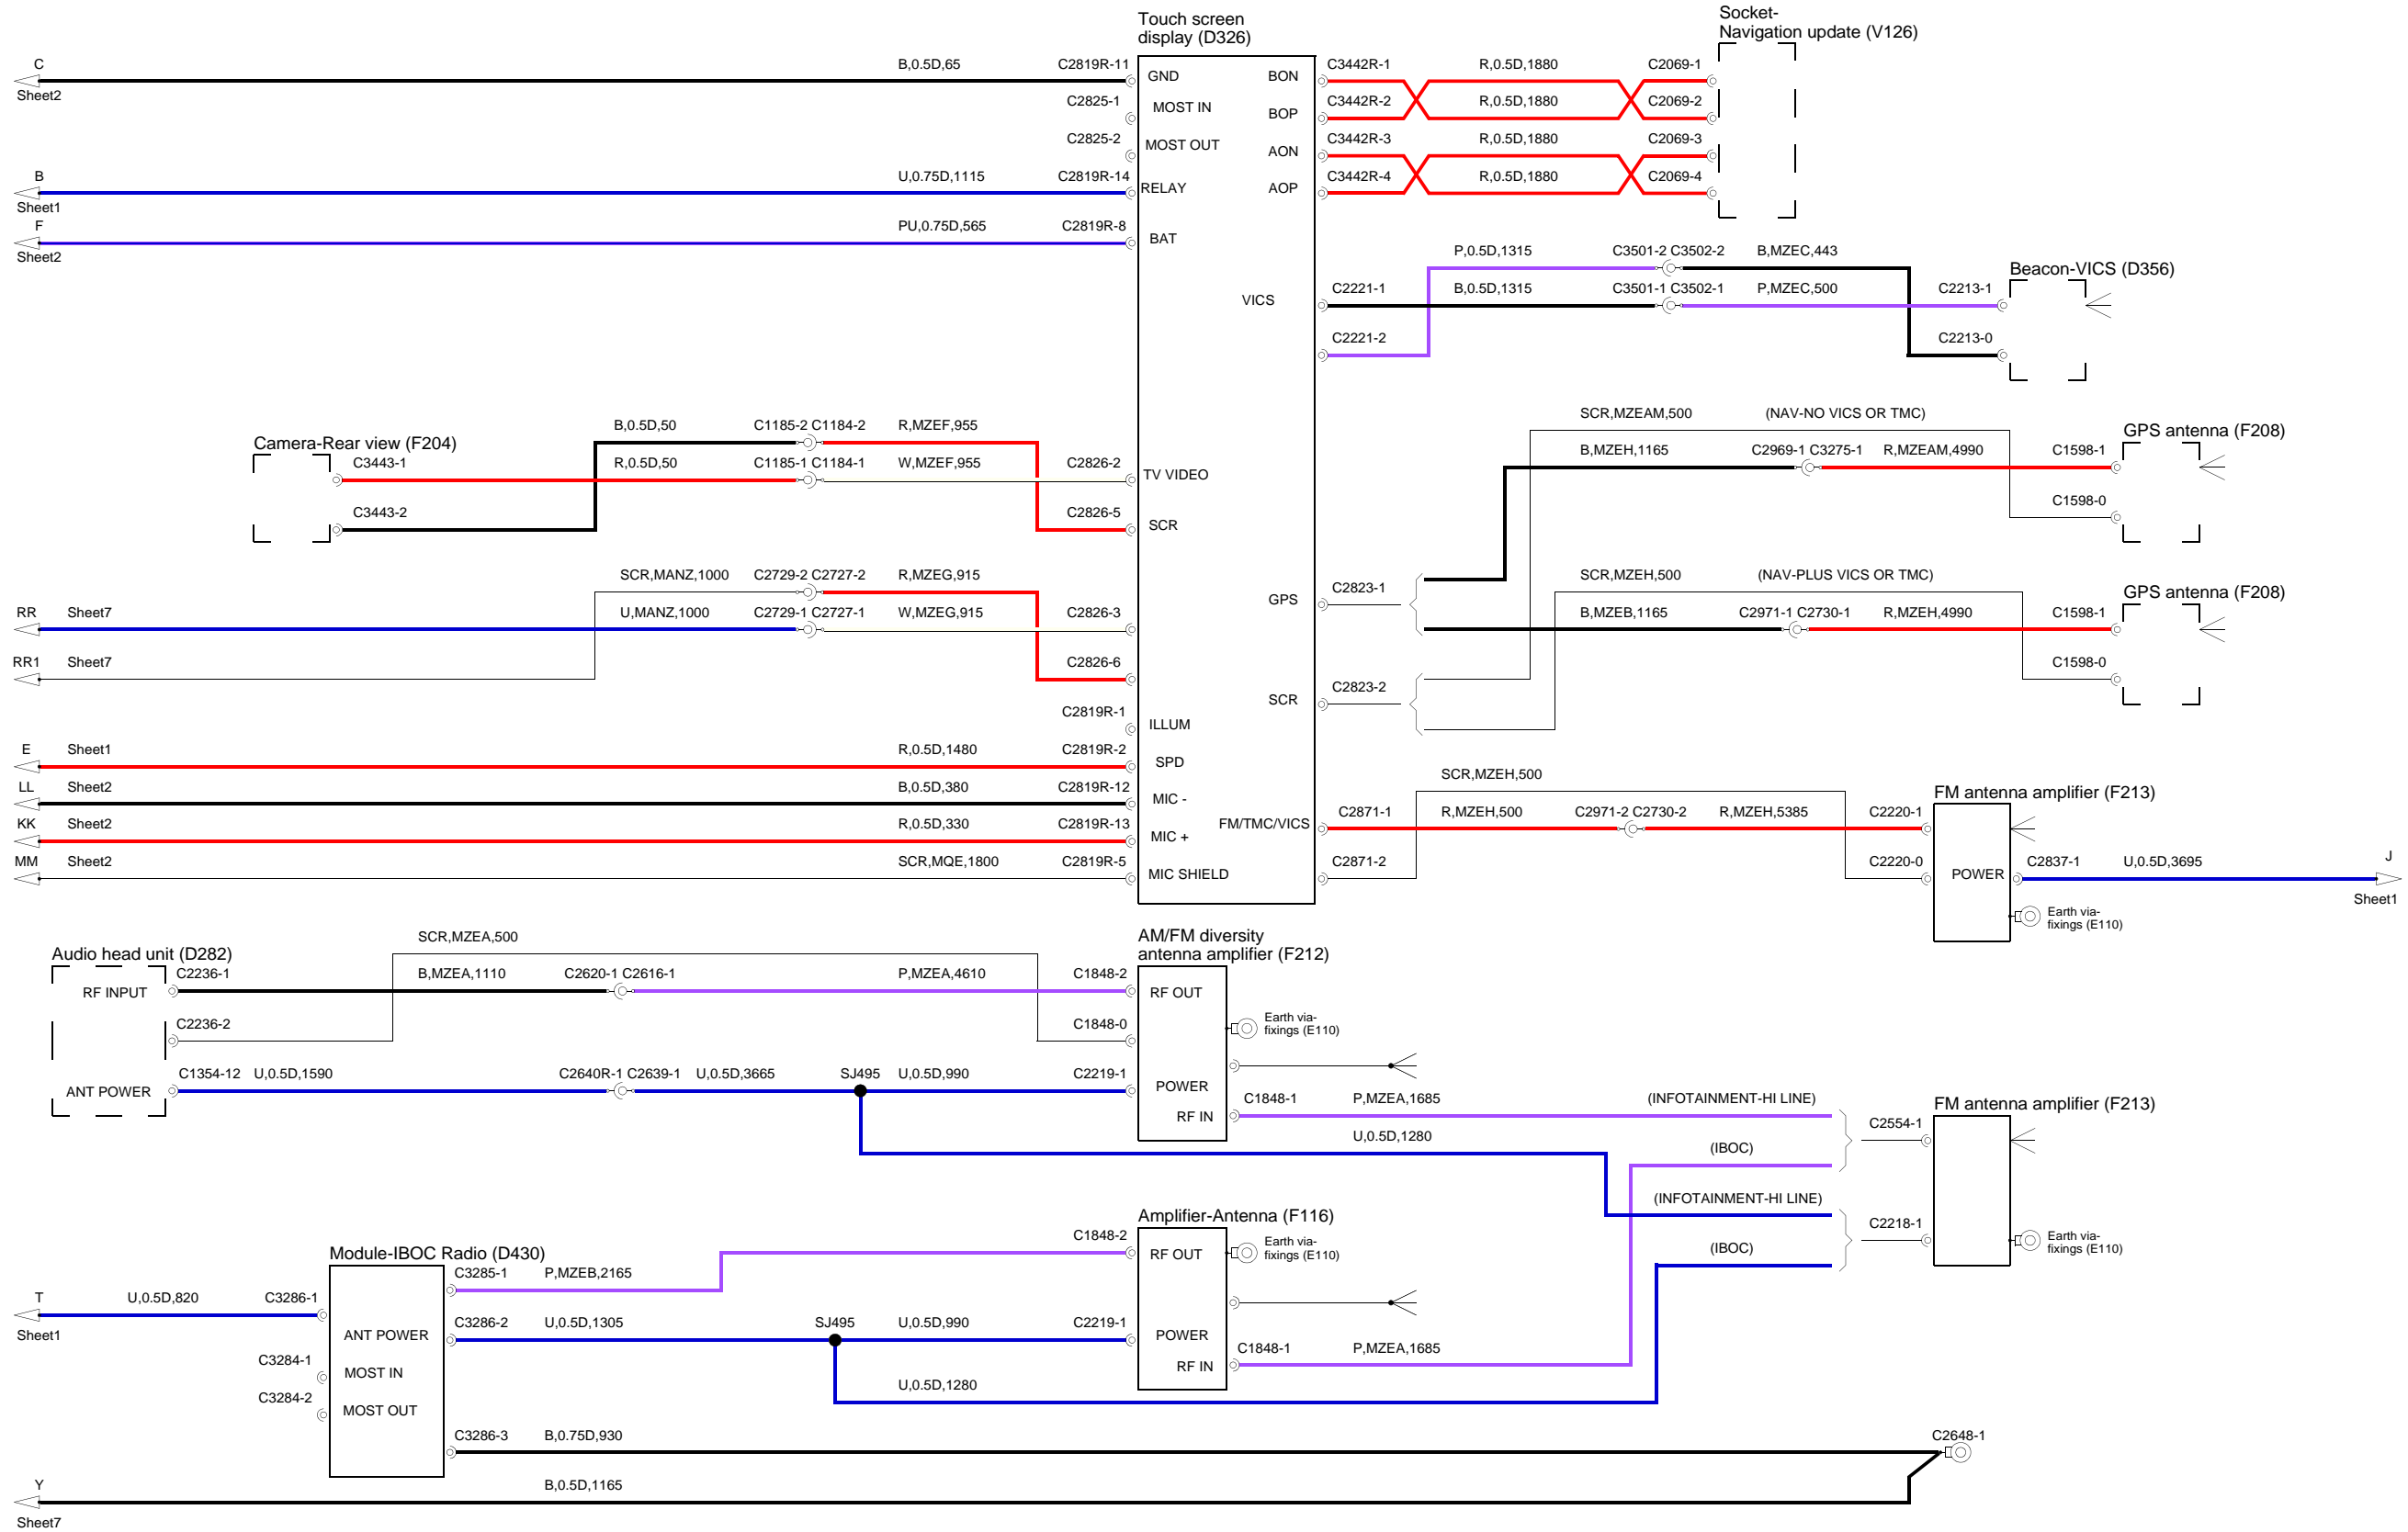 Touch screen
display (D326)
Socket-
Navigation update (V126)
C
Sheet2
B,0.5D,65
C2819R-11
GND
C2825-1
MOST IN
C2825-2
MOST OUT
B
Sheet1
U,0.75D,1115
C2819R-14
RELAY
F
Sheet2
PU,0.75D,565
C2819R-8
BAT
BON
C3442R-1
R,0.5D,1880
C2069-1
BOP
C3442R-2
R,0.5D,1880
C2069-2
AON
C3442R-3
R,0.5D,1880
C2069-3
AOP
C3442R-4
R,0.5D,1880
C2069-4
P,0.5D,1315
C3501-2 C3502-2
B,MZEC,443
Beacon-VICS (D356)
VICS
C2221-1
B,0.5D,1315
C3501-1 C3502-1
P,MZEC,500
C2213-1
C2221-2
C2213-0
Camera-Rear view (F204)
C3443-1
C3443-2
B,0.5D,50
C1185-2 C1184-2
R,MZEF,955
R,0.5D,50
C1185-1 C1184-1
W,MZEF,955
C2826-2
TV VIDEO
C2826-5
SCR
SCR,MZEAM,500
(NAV-NO VICS OR TMC)
GPS antenna (F208)
B,MZEH,1165
C2969-1 C3275-1
R,MZEAM,4990
C1598-1
C1598-0
SCR,MANZ,1000
C2729-2 C2727-2
R,MZEG,915
RR
Sheet7
U,MANZ,1000
C2729-1 C2727-1
W,MZEG,915
C2826-3
RR1
Sheet7
C2826-6
GPS
C2823-1
SCR,MZEH,500
(NAV-PLUS VICS OR TMC)
GPS antenna (F208)
B,MZEB,1165
C2971-1 C2730-1
R,MZEH,4990
C1598-1
C1598-0
SCR
C2823-2
C2819R-1
ILLUM
E
Sheet1
R,0.5D,1480
C2819R-2
SPD
LL
Sheet2
B,0.5D,380
C2819R-12
MIC -
KK
Sheet2
R,0.5D,330
C2819R-13
MIC +
MM
Sheet2
SCR,MQE,1800
C2819R-5
MIC SHIELD
SCR,MZEH,500
FM/TMC/VICS
C2871-1
R,MZEH,500
C2971-2 C2730-2
R,MZEH,5385
C2220-1
FM antenna amplifier (F213)
C2871-2
C2220-0
POWER
C2837-1
U,0.5D,3695
J
Sheet1
Earth via-
fixings (E110)
Audio head unit (D282)
SCR,MZEA,500
AM/FM diversity
antenna amplifier (F212)
RF INPUT
C2236-1
B,MZEA,1110
C2620-1 C2616-1
P,MZEA,4610
C1848-2
RF OUT
C2236-2
C1848-0
Earth via-
fixings (E110)
ANT POWER
C1354-12
U,0.5D,1590
C2640R-1 C2639-1
U,0.5D,3665
SJ495
U,0.5D,990
C2219-1
POWER
RF IN
C1848-1
P,MZEA,1685
(INFOTAINMENT-HI LINE)
U,0.5D,1280
(IBOC)
C2554-1
FM antenna amplifier (F213)
(INFOTAINMENT-HI LINE)
C2218-1
(IBOC)
Earth via-
fixings (E110)
Amplifier-Antenna (F116)
Module-IBOC Radio (D430)
C3285-1
P,MZEB,2165
C1848-2
RF OUT
Earth via-
fixings (E110)
T
Sheet1
U,0.5D,820
C3286-1
ANT POWER
C3286-2
U,0.5D,1305
SJ495
U,0.5D,990
C2219-1
POWER
C3284-1
MOST IN
C3284-2
MOST OUT
RF IN
C1848-1
P,MZEA,1685
U,0.5D,1280
C3286-3
B,0.75D,930
C2648-1
Y
Sheet7
B,0.5D,1165